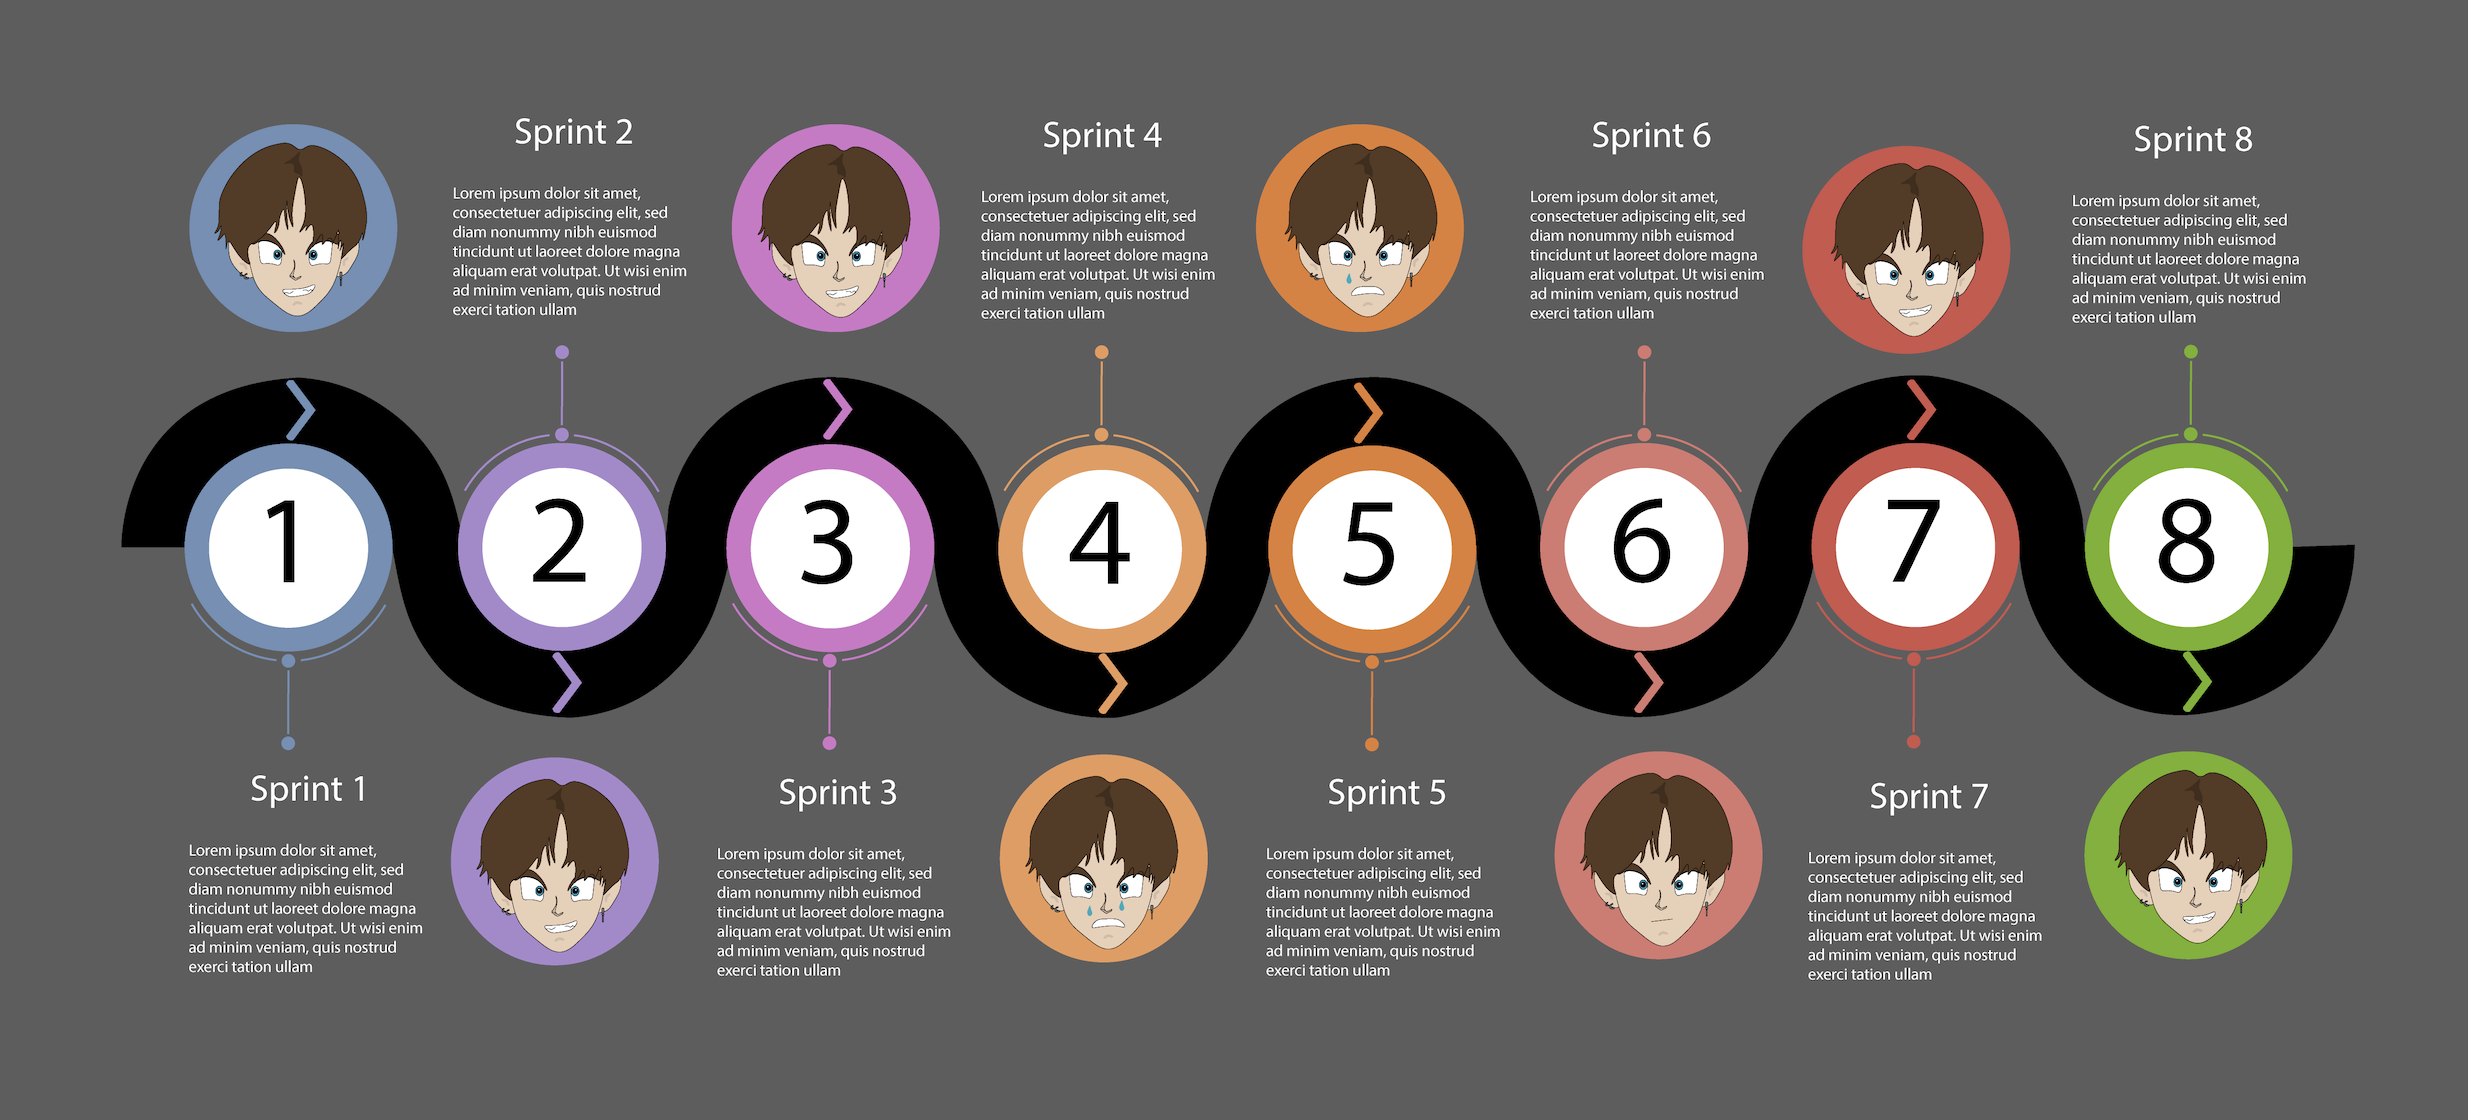 Sprint 2
Lorem ipsum dolor sit amet,
consectetuer adipiscing elit, sed
diam nonummy nibh euismod
tincidunt ut laoreet dolore magna
aliquam erat volutpat. Ut wisi enim
ad minim veniam, quis nostrud
exerci tation ullam
Sprint 4
Lorem ipsum dolor sit amet,
consectetuer adipiscing elit, sed
diam nonummy nibh euismod
tincidunt ut laoreet dolore magna
aliquam erat volutpat. Ut wisi enim
ad minim veniam, quis nostrud
exerci tation ullam
Sprint 6
Lorem ipsum dolor sit amet,
consectetuer adipiscing elit, sed
diam nonummy nibh euismod
tincidunt ut laoreet dolore magna
aliquam erat volutpat. Ut wisi enim
ad minim veniam, quis nostrud
exerci tation ullam
Sprint 8
Lorem ipsum dolor sit amet,
consectetuer adipiscing elit, sed
diam nonummy nibh euismod
tincidunt ut laoreet dolore magna
aliquam erat volutpat. Ut wisi enim
ad minim veniam, quis nostrud
exerci tation ullam
1
2
3
4
5
6
7
8
Sprint 1
Lorem ipsum dolor sit amet,
consectetuer adipiscing elit, sed
diam nonummy nibh euismod
tincidunt ut laoreet dolore magna
aliquam erat volutpat. Ut wisi enim
ad minim veniam, quis nostrud
exerci tation ullam
Sprint 3
Lorem ipsum dolor sit amet,
consectetuer adipiscing elit, sed
diam nonummy nibh euismod
tincidunt ut laoreet dolore magna
aliquam erat volutpat. Ut wisi enim
ad minim veniam, quis nostrud
exerci tation ullam
Sprint 5
Lorem ipsum dolor sit amet,
consectetuer adipiscing elit, sed
diam nonummy nibh euismod
tincidunt ut laoreet dolore magna
aliquam erat volutpat. Ut wisi enim
ad minim veniam, quis nostrud
exerci tation ullam
Sprint 7
Lorem ipsum dolor sit amet,
consectetuer adipiscing elit, sed
diam nonummy nibh euismod
tincidunt ut laoreet dolore magna
aliquam erat volutpat. Ut wisi enim
ad minim veniam, quis nostrud
exerci tation ullam